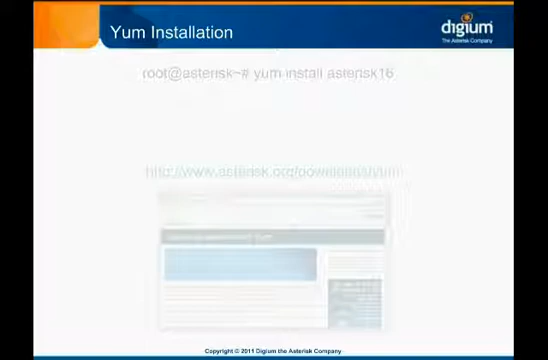 Yum Installation
digium
The Asterisk Company
root@asterisk~# yum install asterisk16
http://www.asterisk.org/downloads/yum
Copyright © 2011 Digium the Asterisk Company